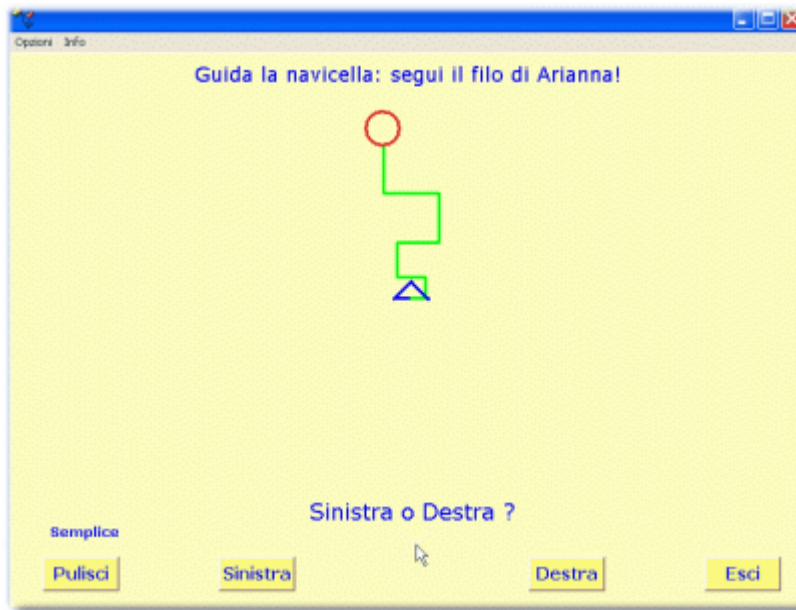 Opzioni Info
Guida la navicella: segui il filo di Arianna!
Sinistra o Destra ?
Semplice
Pulisci Sinistra Destra Esci